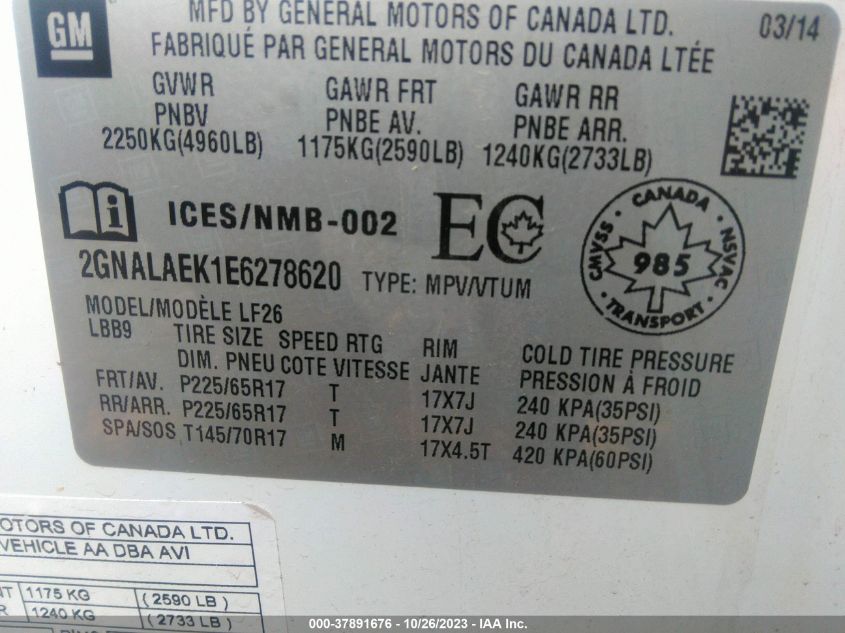 GM
MFD BY GENERAL MOTORS OF CANADA LTD. 03/14
FABRIQUÉ PAR GENERAL MOTORS DU CANADA LTÉE
GVWR GAWR FRT GAWR RR
PNBV PNBE AV. PNBE ARR.
2250KG(4960LB) 1175KG(2590LB) 1240KG(2733LB)
i ICES/NMB-002 EC
CANADA
CMVSS 985 NSVAC
TRANSPORT
2GNALAEK1E6278620 TYPE: MPV/VTUM
MODEL/MODÈLE LF26
LBB9 TIRE SIZE SPEED RTG RIM COLD TIRE PRESSURE
DIM. PNEU COTE VITESSE JANTE PRESSION À FROID
FRT/AV. P225/65R17 T 17X7J 240 KPA(35PSI)
RR/ARR. P225/65R17 T 17X7J 240 KPA(35PSI)
SPA/SOS T145/70R17 M 17X4.5T 420 KPA(60PSI)
OTORS OF CANADA LTD.
VEHICLE AA DBA AVI
NT 1175 KG (2590 LB)
R 1240 KG (2733 LB)
000-37891676 - 10/26/2023 - IAA Inc.